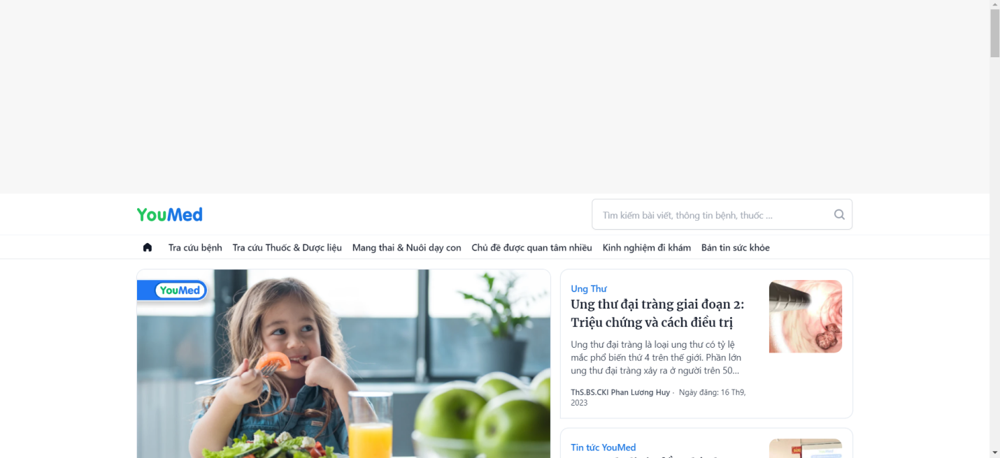 YouMed
Tìm kiếm bài viết, thông tin bệnh, thuốc ...
Tra cứu bệnh
Tra cứu Thuốc & Dược liệu
Mang thai & Nuôi dạy con
Chủ đề được quan tâm nhiều
Kinh nghiệm đi khám
Bản tin sức khỏe
YouMed
Ung Thư
Ung thư đại tràng giai đoạn 2:
Triệu chứng và cách điều trị
Ung thư đại tràng là loại ung thư có tỷ lệ
mắc phổ biến thứ 4 trên thế giới. Phần lớn
ung thư đại tràng xảy ra ở người trên 50...
ThS.BS.CKI Phan Lương Huy · Ngày đăng: 16 Th9,
2023
Tin tức YouMed